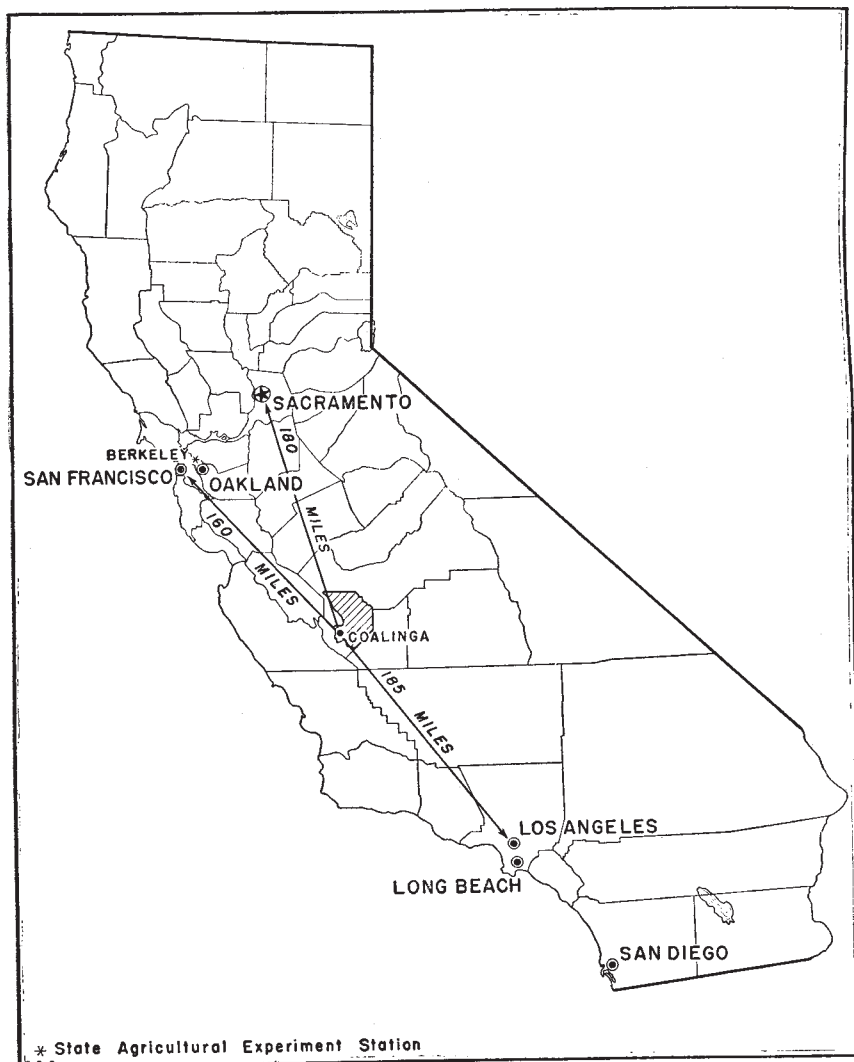 SACRAMENTO
BERKELEY *
SAN FRANCISCO
OAKLAND
180 MILES
160 MILES
COALINGA
185 MILES
LOS ANGELES
LONG BEACH
SAN DIEGO
* State Agricultural Experiment Station